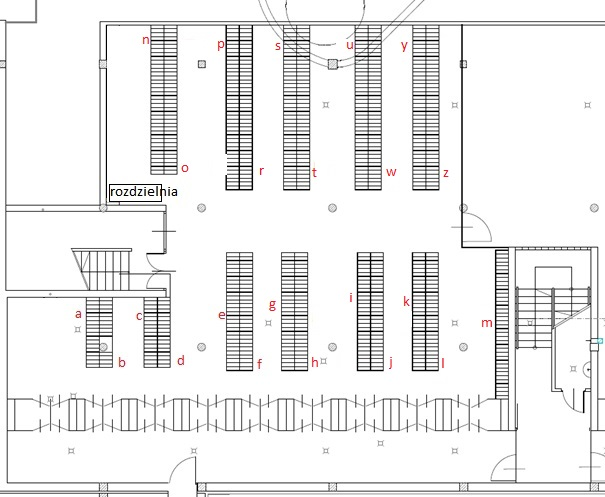 n p s u y
o r t w z
rozdzielnia
a c e g i k m
b d f h j l